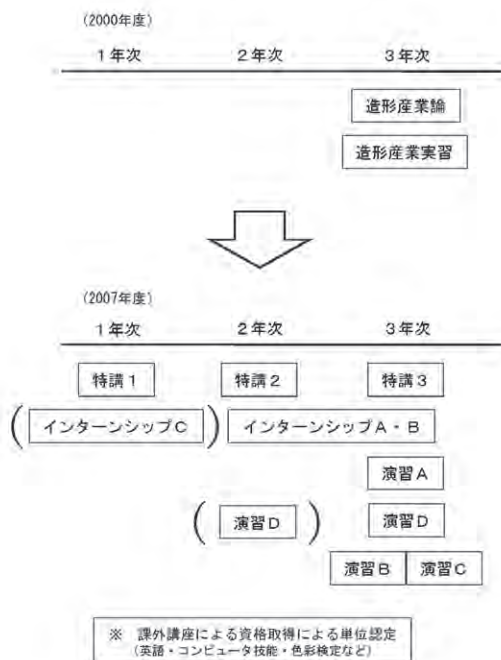 (2000年度)
1年次 2年次 3年次
造形産業論
造形産業実習
(2007年度)
1年次 2年次 3年次
特講1 特講2 特講3
(インターンシップC) インターンシップA・B
演習A
(演習D) 演習D
演習B 演習C
※ 課外講座による資格取得による単位認定
(英語・コンピュータ技能・色彩検定など)